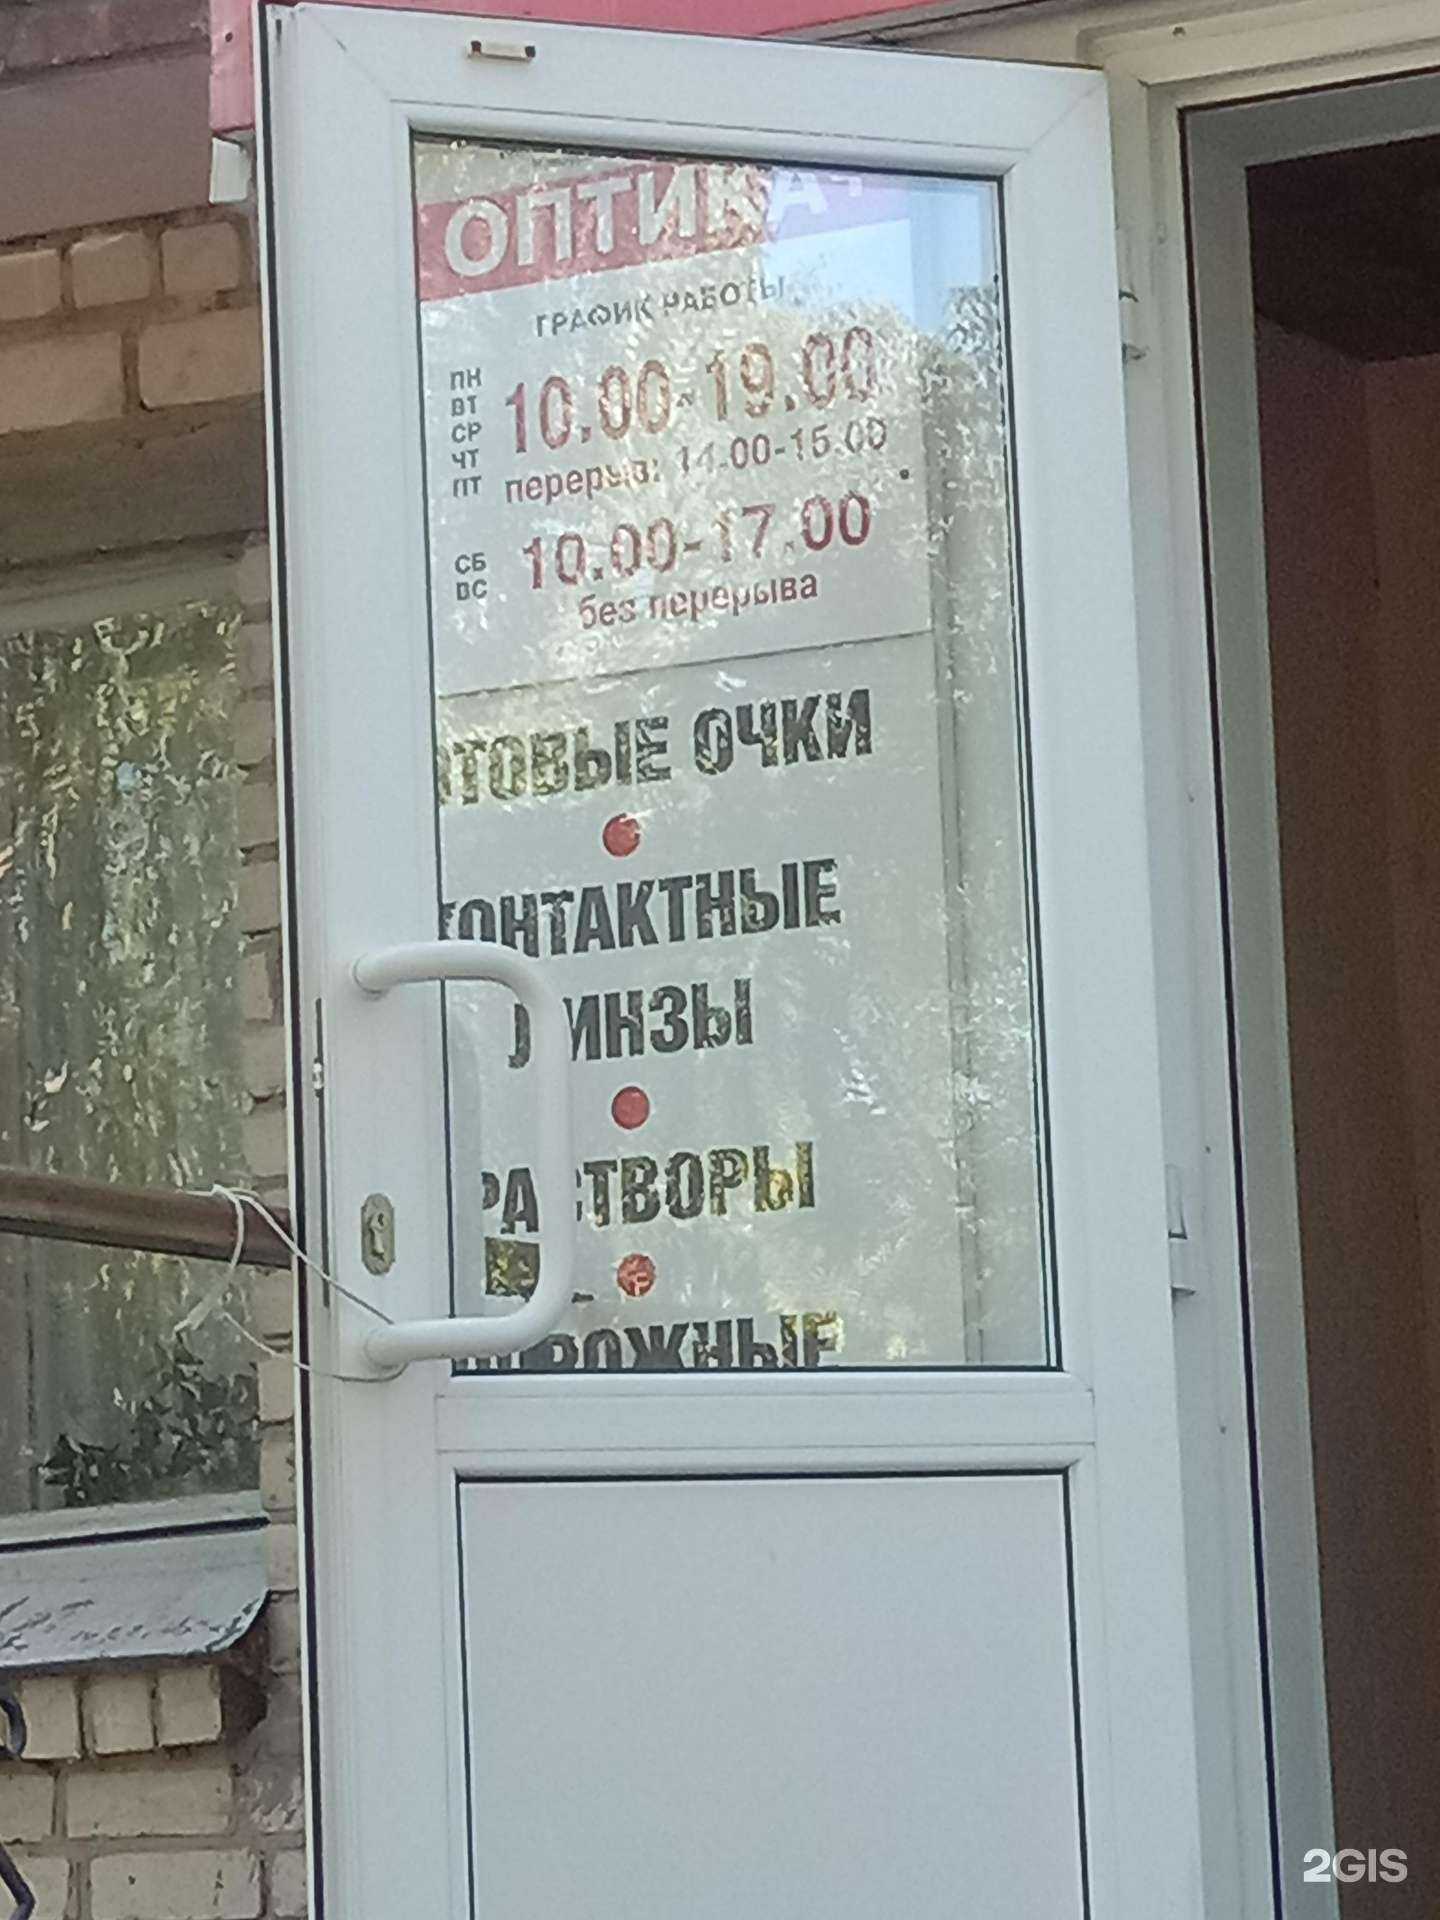 ОПТИКА
ГРАФИК РАБОТЫ
ПН
ВТ
СР
ЧТ
ПТ
10.00-19.00
перерыв: 14.00-15.00
СБ
ВС
10.00-17.00
без перерыва
ОТОВЫЕ ОЧКИ
КОНТАКТНЫЕ
ЛИНЗЫ
РАСТВОРЫ
2GIS